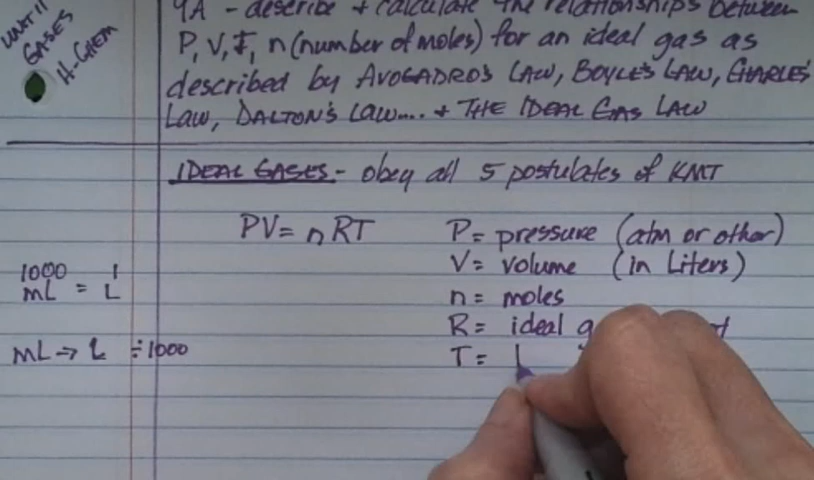 UNIT 11
GASES
H-CHEM
9A - describe + calculate the relationships between
P, V, T, n (number of moles) for an ideal gas as
described by AVOGADRO'S LAW, BOYLE'S LAW, CHARLES'
LAW, DALTON'S LAW.... + THE IDEAL GAS LAW
IDEAL GASES - obey all 5 postulates of KMT
PV = nRT
P = pressure (atm or other)
V = volume (in Liters)
n = moles
R = ideal
T =
1000 mL = 1 L
mL → L ÷1000